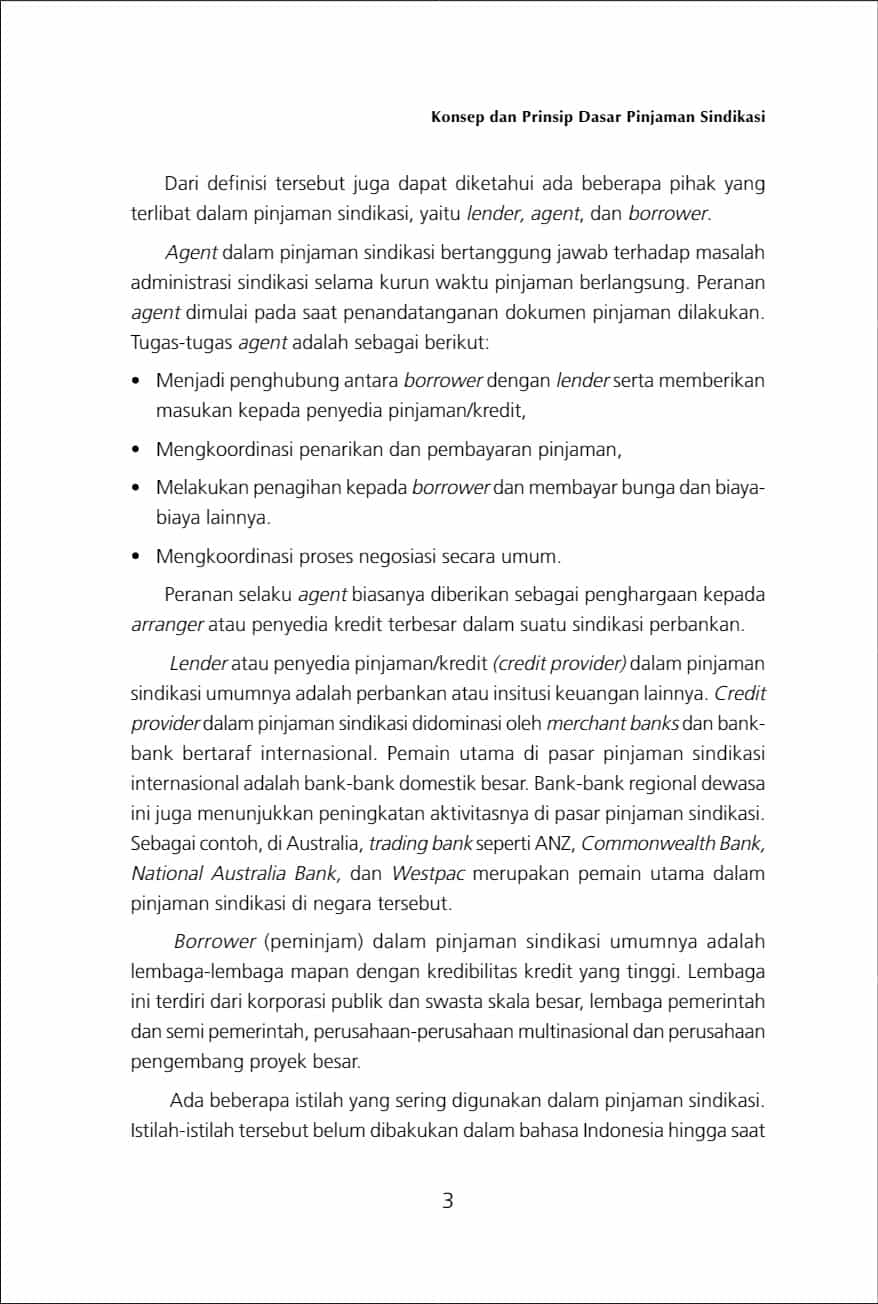 Konsep dan Prinsip Dasar Pinjaman Sindikasi
Dari definisi tersebut juga dapat diketahui ada beberapa pihak yang
terlibat dalam pinjaman sindikasi, yaitu lender, agent, dan borrower.
Agent dalam pinjaman sindikasi bertanggung jawab terhadap masalah
administrasi sindikasi selama kurun waktu pinjaman berlangsung. Peranan
agent dimulai pada saat penandatanganan dokumen pinjaman dilakukan.
Tugas-tugas agent adalah sebagai berikut:
• Menjadi penghubung antara borrower dengan lender serta memberikan
masukan kepada penyedia pinjaman/kredit,
• Mengkoordinasi penarikan dan pembayaran pinjaman,
• Melakukan penagihan kepada borrower dan membayar bunga dan biaya-
biaya lainnya.
• Mengkoordinasi proses negosiasi secara umum.
Peranan selaku agent biasanya diberikan sebagai penghargaan kepada
arranger atau penyedia kredit terbesar dalam suatu sindikasi perbankan.
Lender atau penyedia pinjaman/kredit (credit provider) dalam pinjaman
sindikasi umumnya adalah perbankan atau insitusi keuangan lainnya. Credit
provider dalam pinjaman sindikasi didominasi oleh merchant banks dan bank-
bank bertaraf internasional. Pemain utama di pasar pinjaman sindikasi
internasional adalah bank-bank domestik besar. Bank-bank regional dewasa
ini juga menunjukkan peningkatan aktivitasnya di pasar pinjaman sindikasi.
Sebagai contoh, di Australia, trading bank seperti ANZ, Commonwealth Bank,
National Australia Bank, dan Westpac merupakan pemain utama dalam
pinjaman sindikasi di negara tersebut.
Borrower (peminjam) dalam pinjaman sindikasi umumnya adalah
lembaga-lembaga mapan dengan kredibilitas kredit yang tinggi. Lembaga
ini terdiri dari korporasi publik dan swasta skala besar, lembaga pemerintah
dan semi pemerintah, perusahaan-perusahaan multinasional dan perusahaan
pengembang proyek besar.
Ada beberapa istilah yang sering digunakan dalam pinjaman sindikasi.
Istilah-istilah tersebut belum dibakukan dalam bahasa Indonesia hingga saat
3